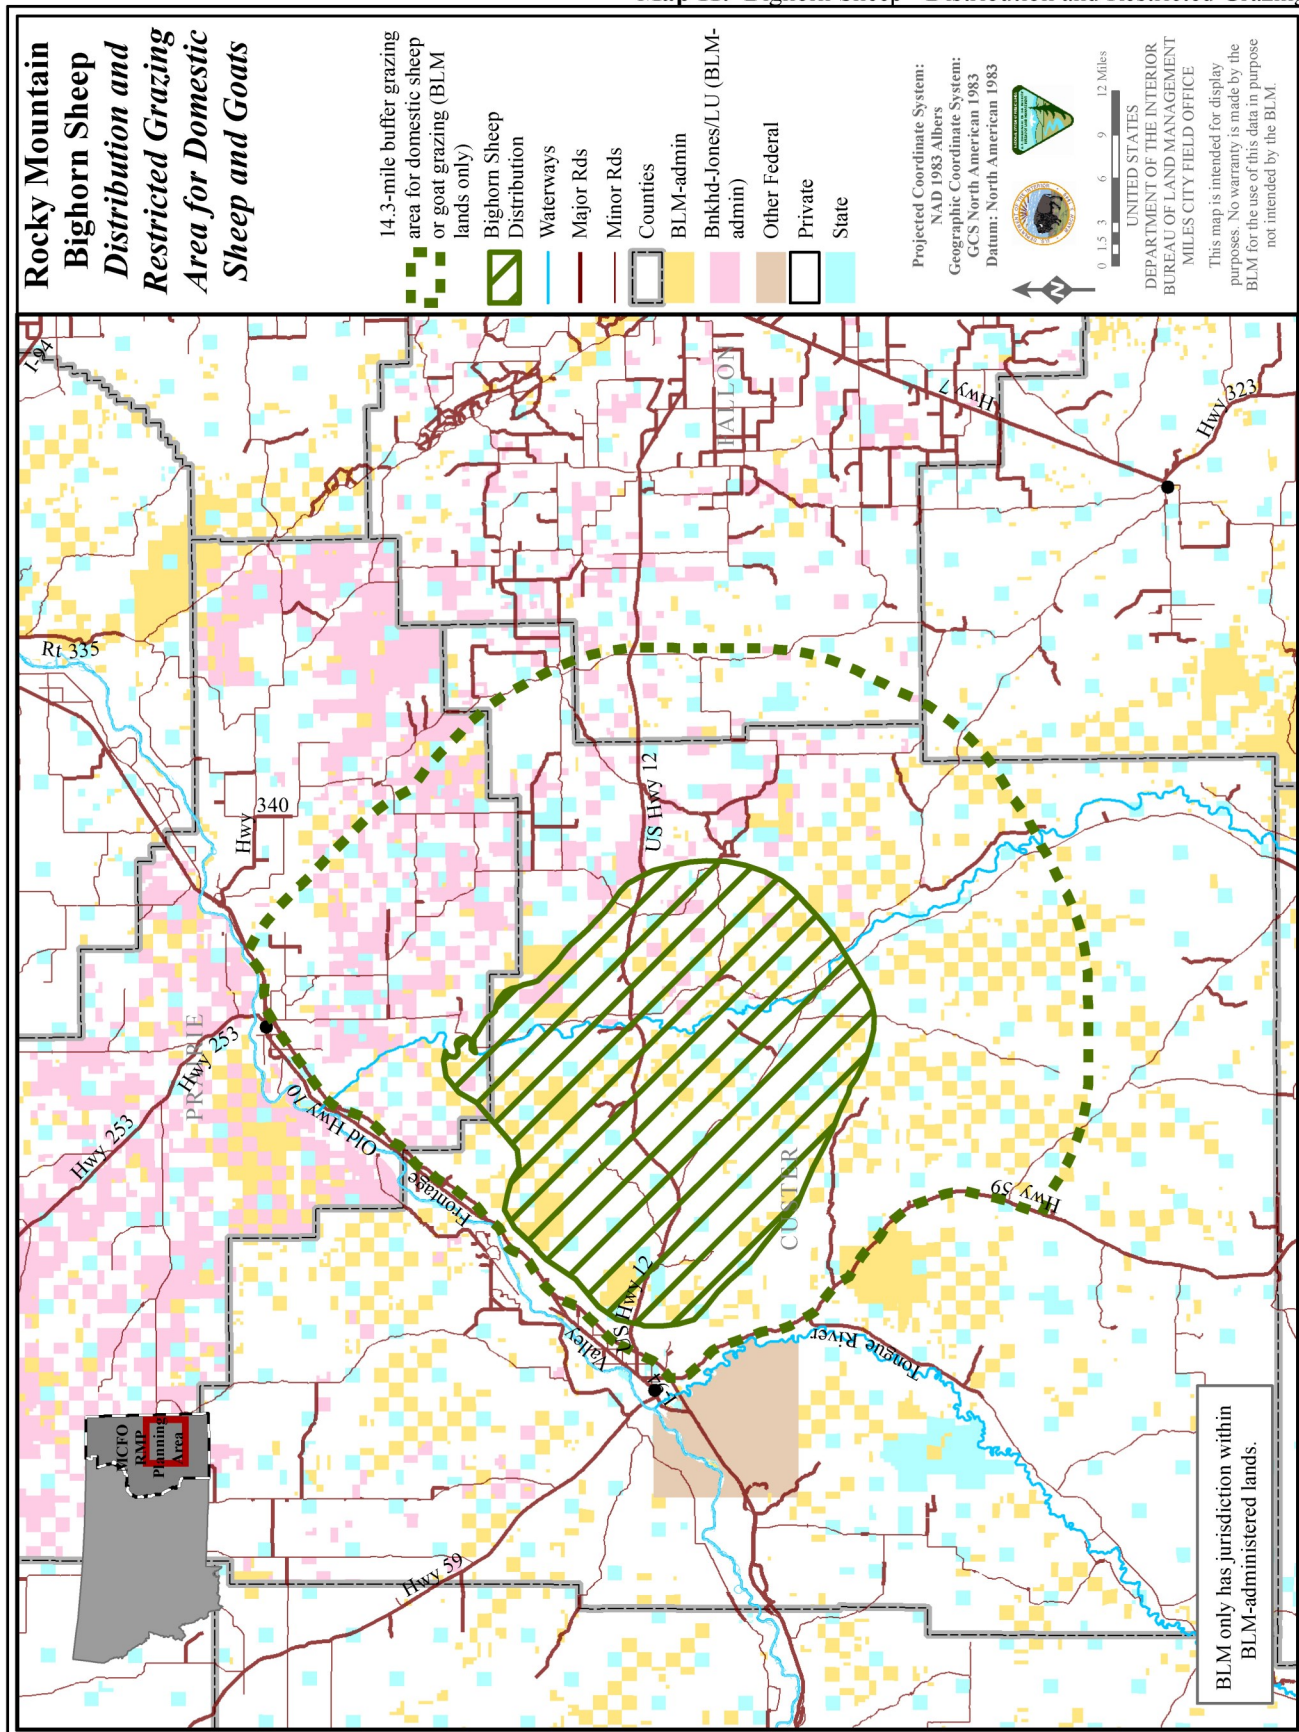 Map 12. Bighorn Sheep - Distribution and Restricted Grazing
Rocky Mountain
Bighorn Sheep
Distribution and
Restricted Grazing
Area for Domestic
Sheep and Goats
14.3-mile buffer grazing
area for domestic sheep
or goat grazing (BLM
lands only)
Bighorn Sheep
Distribution
Waterways
Major Rds
Minor Rds
Counties
BLM-admin
Bnkhd-Jones/LU (BLM-
admin)
Other Federal
Private
State
Projected Coordinate System:
NAD 1983 Albers
Geographic Coordinate System:
GCS North American 1983
Datum: North American 1983
N
0 1.5 3 6 9 12 Miles
UNITED STATES
DEPARTMENT OF THE INTERIOR
BUREAU OF LAND MANAGEMENT
MILES CITY FIELD OFFICE
This map is intended for display
purposes. No warranty is made by the
BLM for the use of this data in purpose
not intended by the BLM.
MCFO
RMP
Planning
Area
I-94
Rt 335
Hwy 340
Hwy 253
Hwy 253
PRAIRIE
Old Hwy 10
Frontage
Valley
US Hwy 12
US Hwy 12
I-94
Hwy 59
Hwy 59
CUSTER
FALLON
Hwy 7
Hwy 323
Tongue River
BLM only has jurisdiction within
BLM-administered lands.